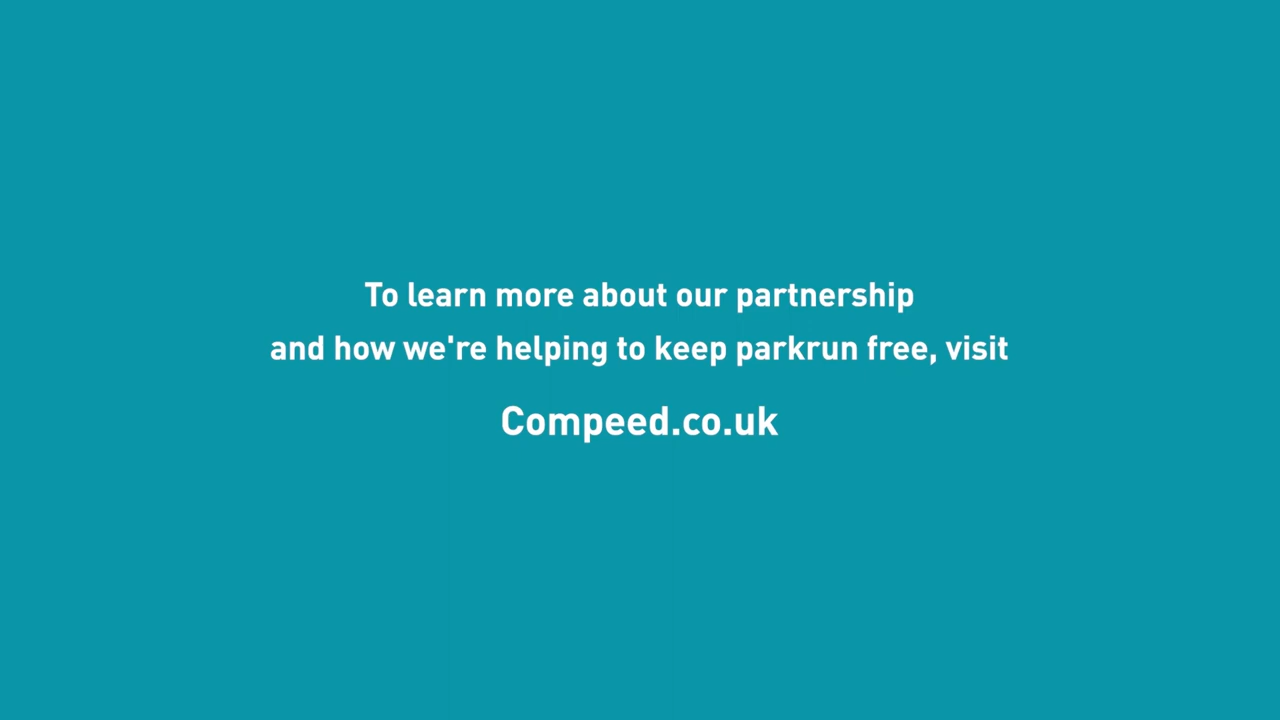 To learn more about our partnership
and how we're helping to keep parkrun free, visit
Compeed.co.uk